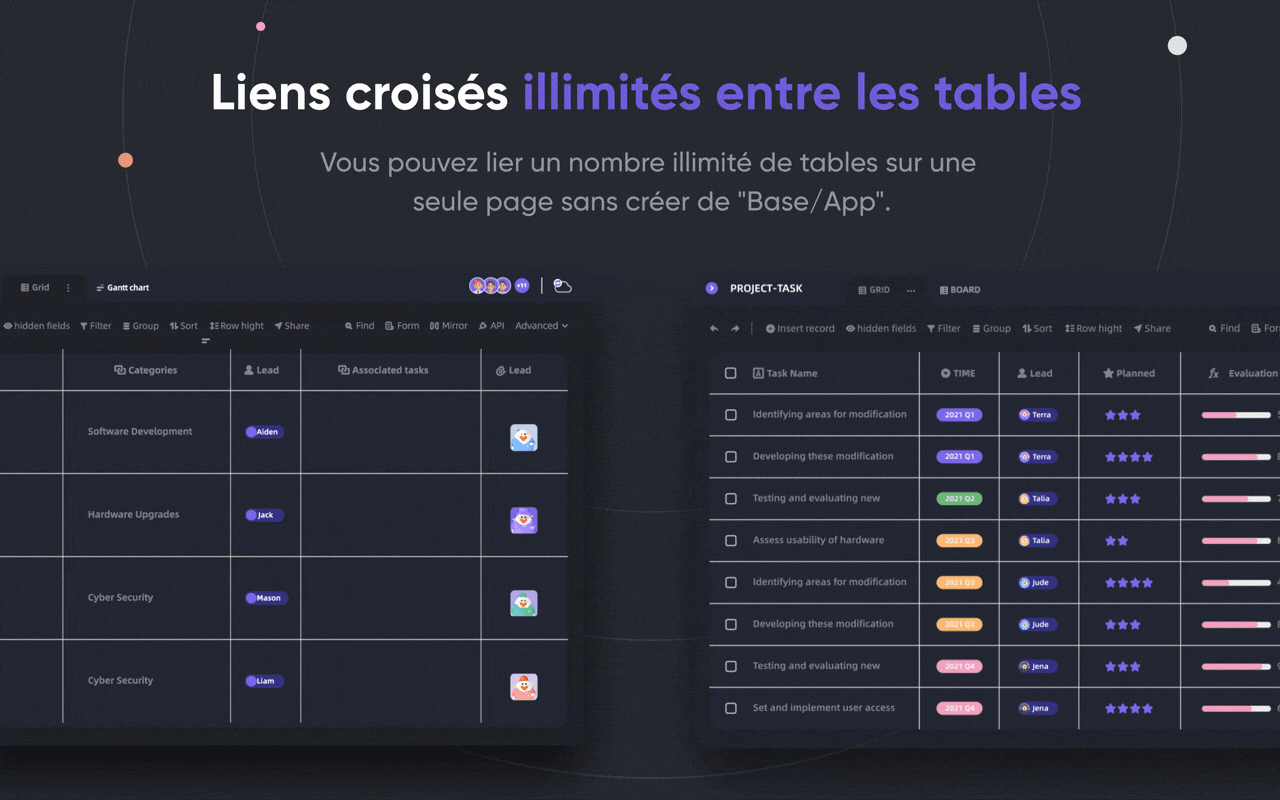 Liens croisés illimités entre les tables
Vous pouvez lier un nombre illimité de tables sur une
seule page sans créer de "Base/App".
Grid Gantt chart +11
hidden fields Filter Group Sort Row hight Share Find Form Mirror API Advanced
Categories Lead Associated tasks Lead
Software Development Aiden
Hardware Upgrades Jack
Cyber Security Mason
Cyber Security Liam
PROJECT-TASK GRID BOARD
Insert record hidden fields Filter Group Sort Row hight Share Find
Task Name TIME Lead Planned Evaluation
Identifying areas for modification 2021 Q1 Terra
Developing these modification 2021 Q1 Terra
Testing and evaluating new 2021 Q2 Talia
Assess usability of hardware 2021 Q3 Talia
Identifying areas for modification 2021 Q3 Jude
Developing these modification 2021 Q3 Jude
Testing and evaluating new 2021 Q4 Jena
Set and implement user access 2021 Q4 Jena